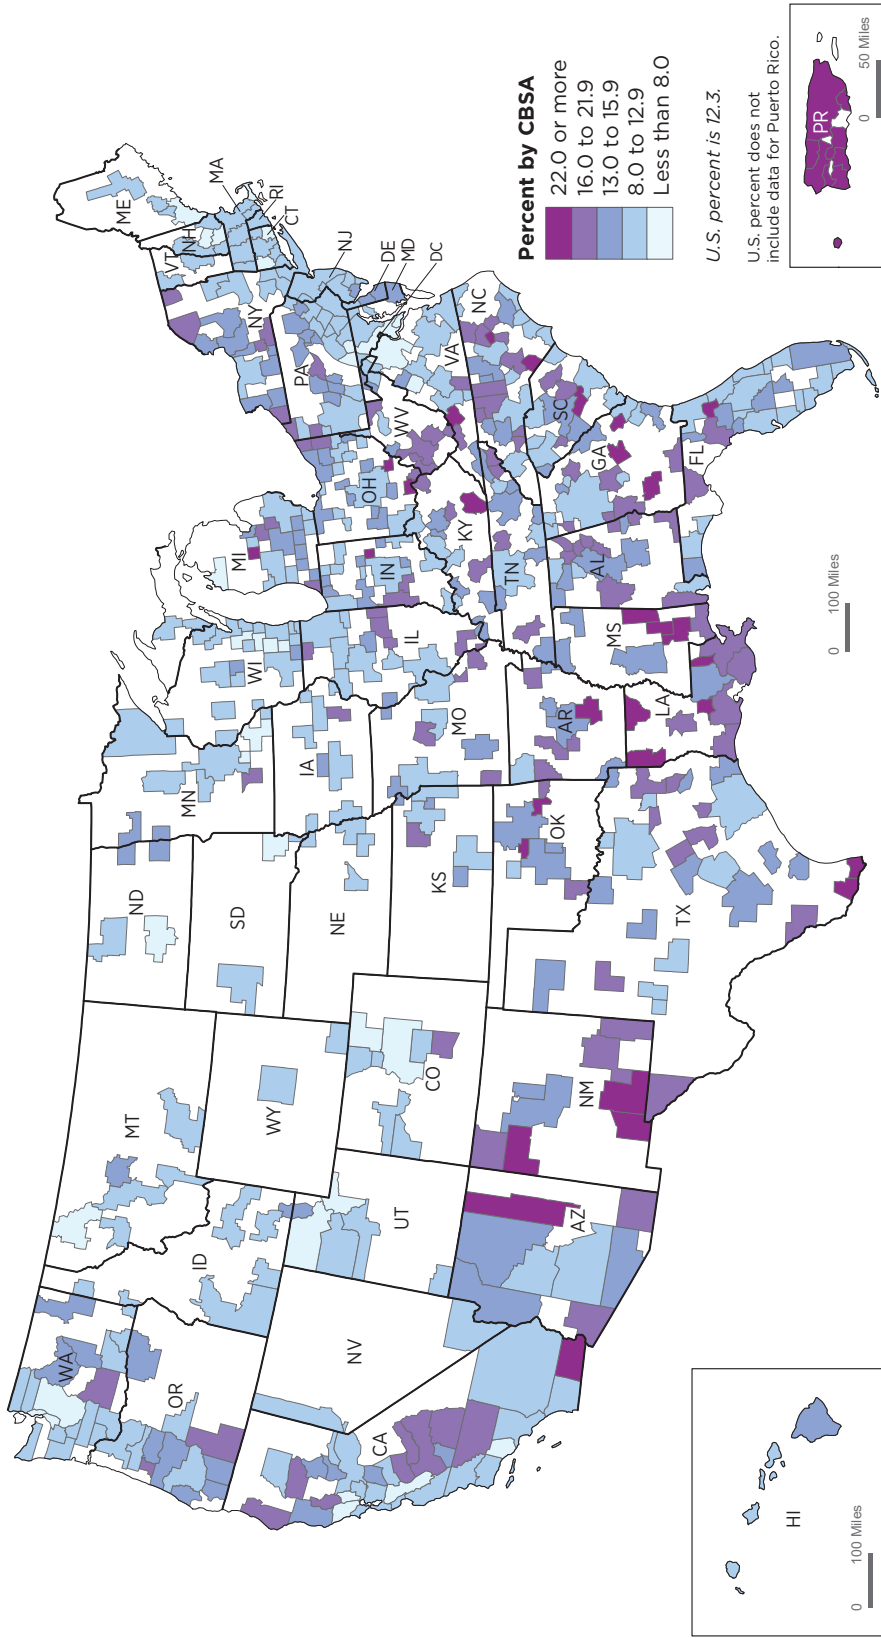 Percent by CBSA
22.0 or more
16.0 to 21.9
13.0 to 15.9
8.0 to 12.9
Less than 8.0
U.S. percent is 12.3.
U.S. percent does not
include data for Puerto Rico.
WA
OR
CA
NV
ID
MT
WY
UT
AZ
CO
NM
ND
SD
NE
KS
OK
TX
MN
IA
MO
AR
LA
WI
IL
MI
IN
OH
KY
TN
MS
AL
GA
FL
SC
NC
VA
WV
PA
NY
VT
NH
ME
MA
RI
CT
NJ
DE
MD
DC
HI
0 100 Miles
0 100 Miles
PR
0 50 Miles